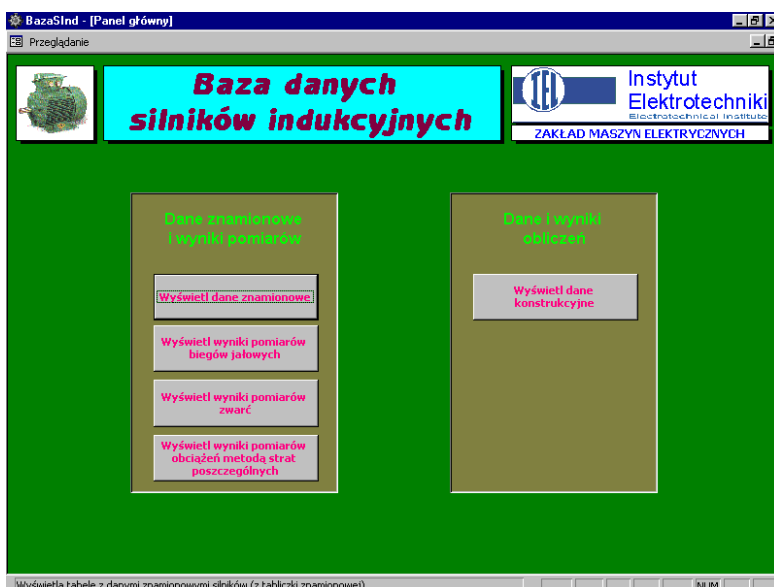 BazaSInd - [Panel główny]
Przeglądanie
Baza danych
silników indukcyjnych
IEL
Instytut
Elektrotechniki
Electrotechnical Institute
ZAKŁAD MASZYN ELEKTRYCZNYCH
Dane znamionowe
i wyniki pomiarów
Wyświetl dane znamionowe
Wyświetl wyniki pomiarów
biegów jałowych
Wyświetl wyniki pomiarów
zwarć
Wyświetl wyniki pomiarów
obciążeń metodą strat
poszczególnych
Dane i wyniki
obliczeń
Wyświetl dane
konstrukcyjne
Wyświetla tabelę z danymi znamionowymi silników (z tabliczki znamionowej)
NUM